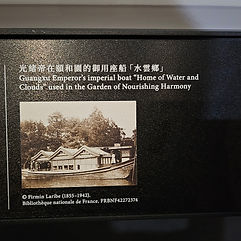 光緒帝在頤和園的御用座船「水雲鄉」
Guangxu Emperor's imperial boat "Home of Water and
Clouds" used in the Garden of Nourishing Harmony
© Firmin Laribe (1855–1942).
Bibliothèque nationale de France. FRBNF42272374